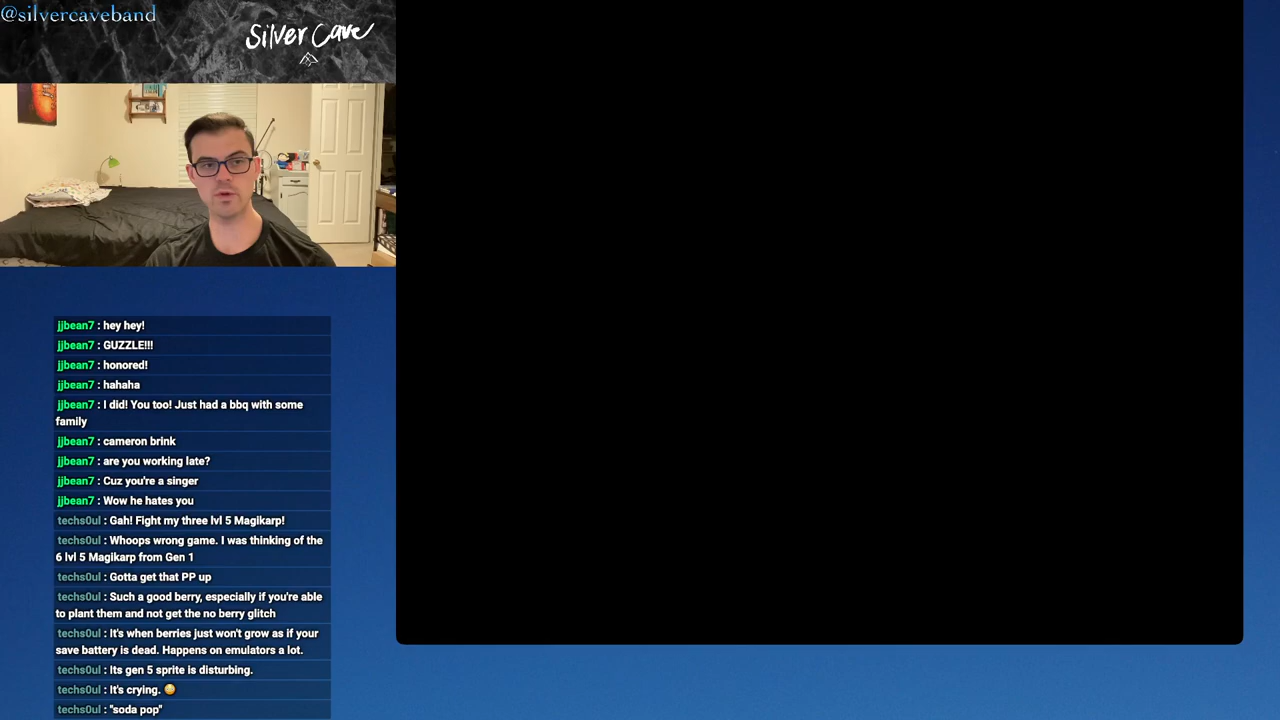 @silvercaveband
Silver Cave
jjbean7 : hey hey!
jjbean7 : GUZZLE!!!
jjbean7 : honored!
jjbean7 : hahaha
jjbean7 : I did! You too! Just had a bbq with some
family
jjbean7 : cameron brink
jjbean7 : are you working late?
jjbean7 : Cuz you're a singer
jjbean7 : Wow he hates you
techs0ul : Gah! Fight my three lvl 5 Magikarp!
techs0ul : Whoops wrong game. I was thinking of the
6 lvl 5 Magikarp from Gen 1
techs0ul : Gotta get that PP up
techs0ul : Such a good berry, especially if you're able
to plant them and not get the no berry glitch
techs0ul : It's when berries just won't grow as if your
save battery is dead. Happens on emulators a lot.
techs0ul : Its gen 5 sprite is disturbing.
techs0ul : It's crying. 😳
techs0ul : "soda pop"